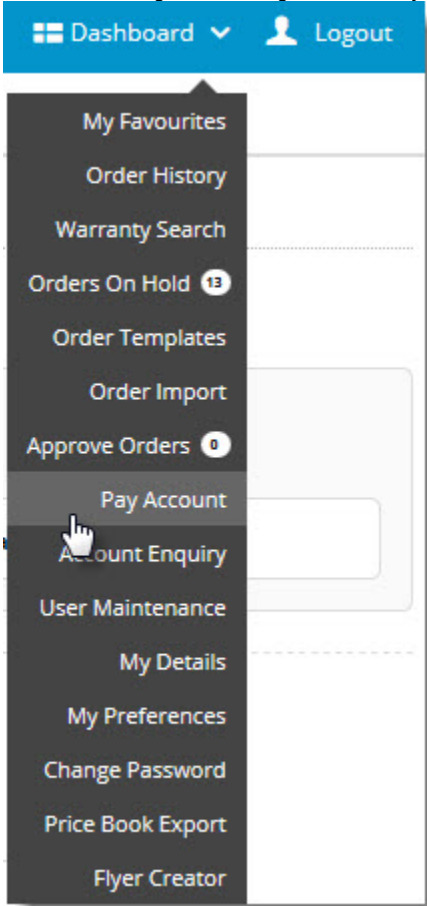 Dashboard Logout
My Favourites
Order History
Warranty Search
Orders On Hold 13
Order Templates
Order Import
Approve Orders 0
Pay Account
Account Enquiry
User Maintenance
My Details
My Preferences
Change Password
Price Book Export
Flyer Creator